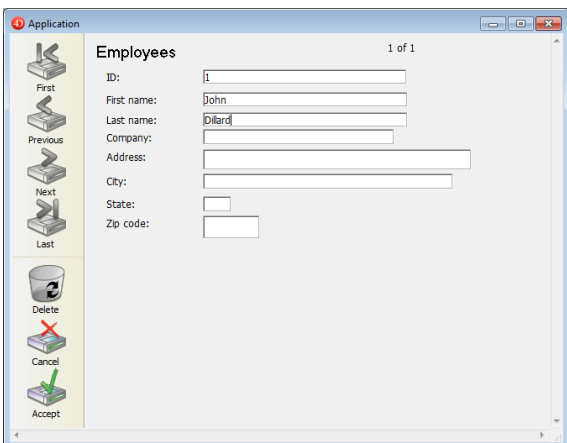 4D Application
Employees
1 of 1
ID: 1
First name: John
Last name: Dillard
Company:
Address:
City:
State:
Zip code:
First
Previous
Next
Last
Delete
Cancel
Accept